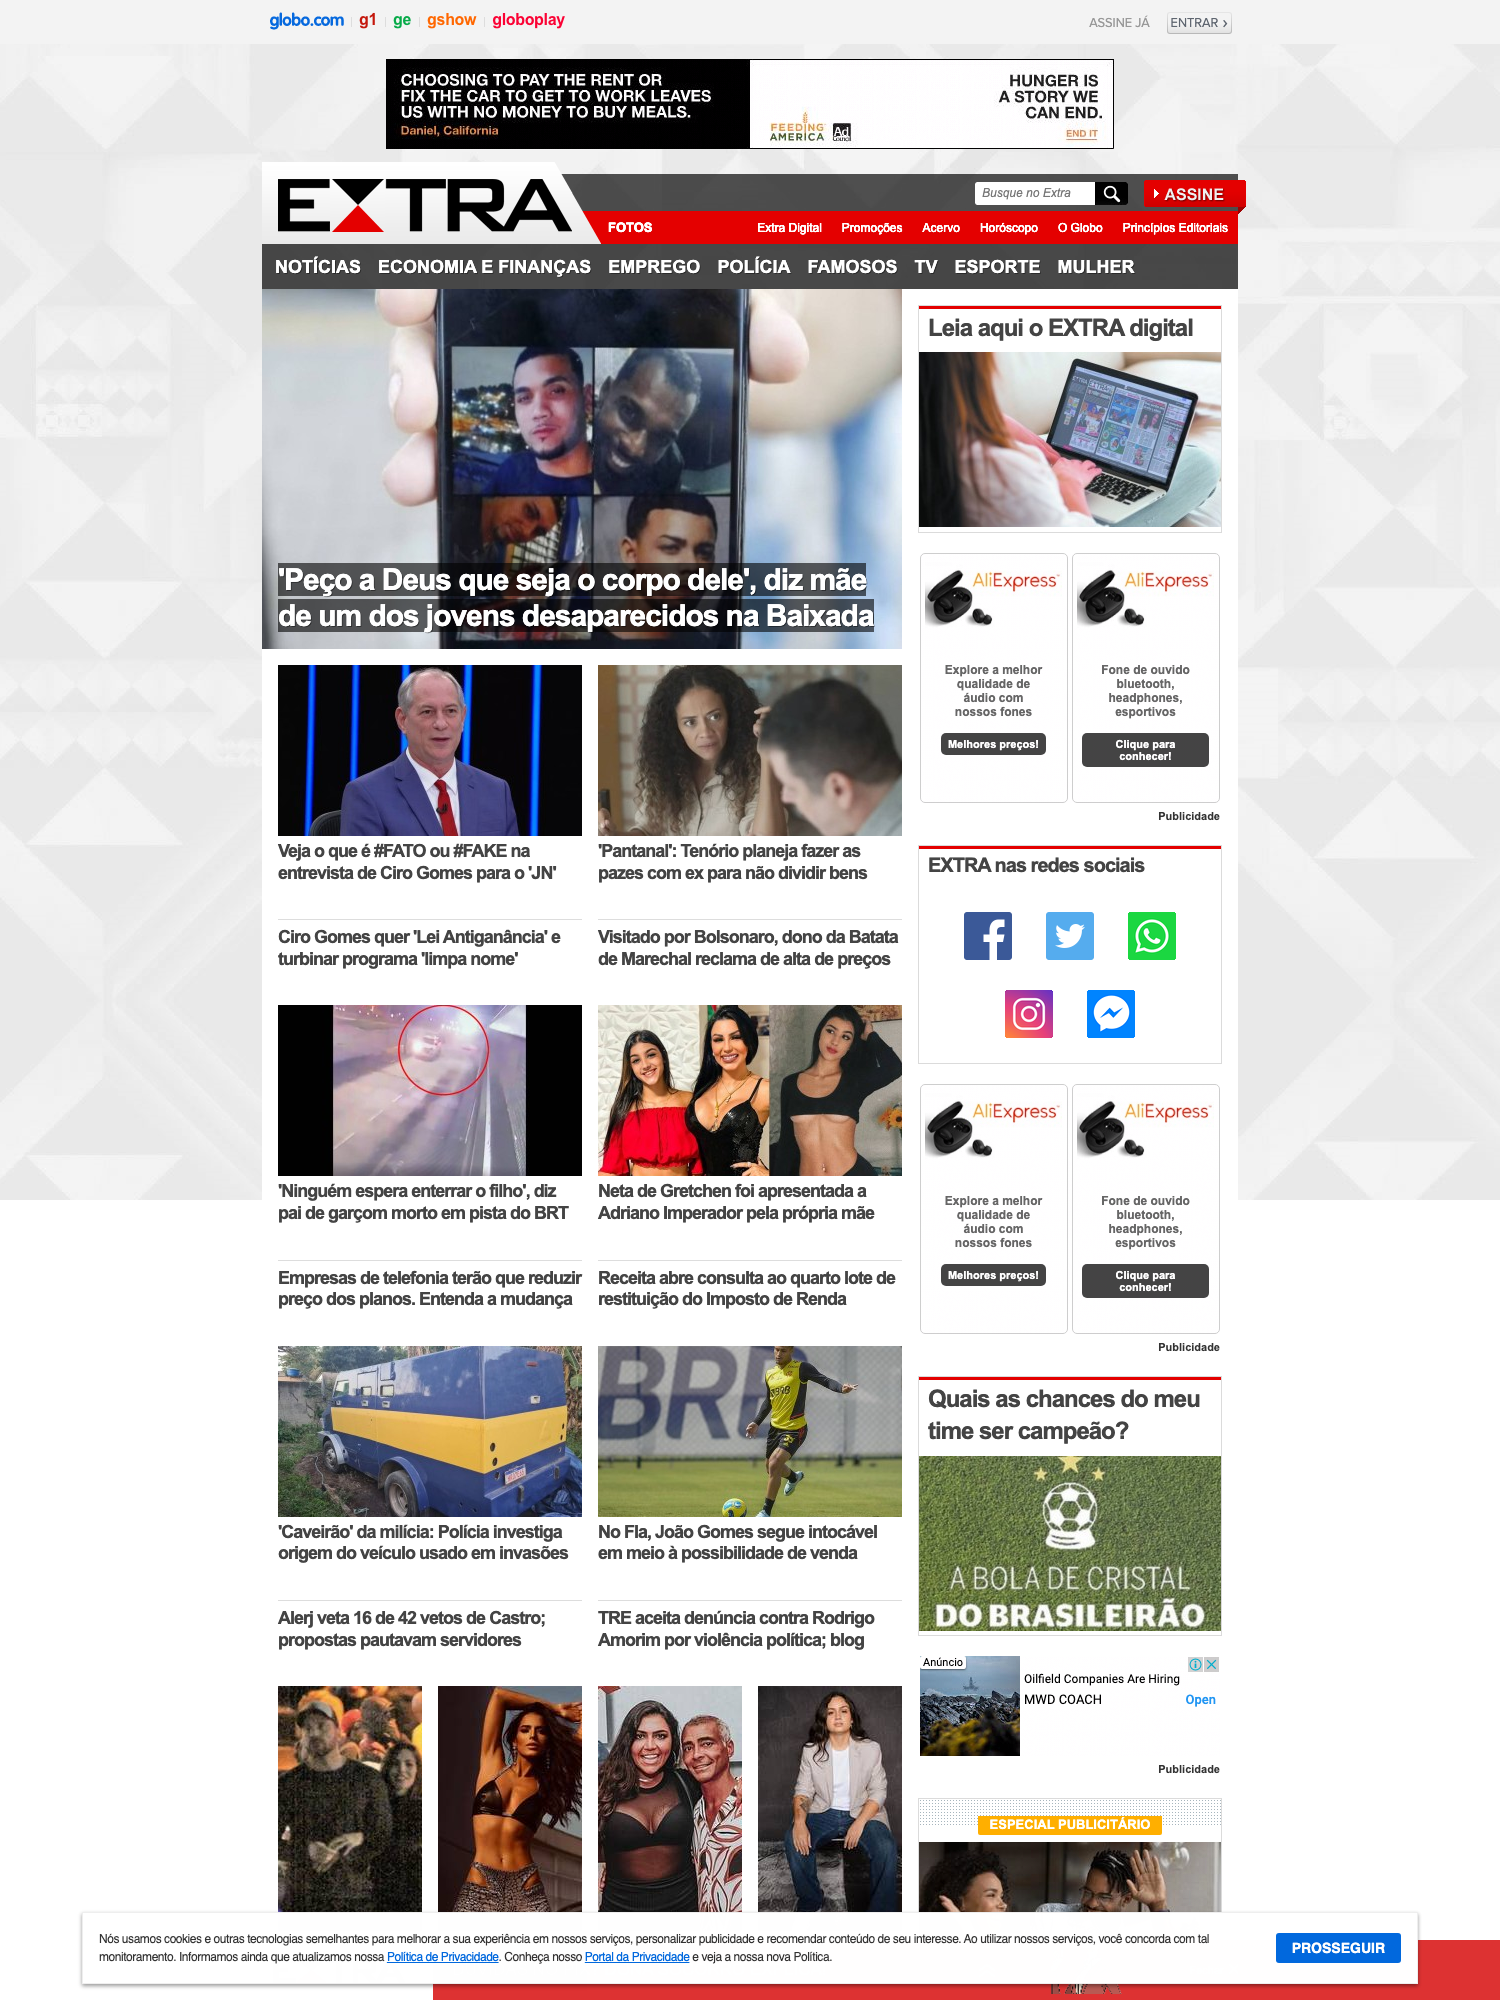 globo.com g1 ge gshow globoplay
ASSINE JÁ ENTRAR ›
CHOOSING TO PAY THE RENT OR
FIX THE CAR TO GET TO WORK LEAVES
US WITH NO MONEY TO BUY MEALS.
Daniel, California
FEEDING
AMERICA
Ad
Council
HUNGER IS
A STORY WE
CAN END.
END IT
EXTRA
Busque no Extra
ASSINE
FOTOS
Extra Digital Promoções Acervo Horóscopo O Globo Princípios Editoriais
NOTÍCIAS ECONOMIA E FINANÇAS EMPREGO POLÍCIA FAMOSOS TV ESPORTE MULHER
'Peço a Deus que seja o corpo dele', diz mãe
de um dos jovens desaparecidos na Baixada
Veja o que é #FATO ou #FAKE na
entrevista de Ciro Gomes para o 'JN'
'Pantanal': Tenório planeja fazer as
pazes com ex para não dividir bens
Ciro Gomes quer 'Lei Antiganância' e
turbinar programa 'limpa nome'
Visitado por Bolsonaro, dono da Batata
de Marechal reclama de alta de preços
'Ninguém espera enterrar o filho', diz
pai de garçom morto em pista do BRT
Neta de Gretchen foi apresentada a
Adriano Imperador pela própria mãe
Empresas de telefonia terão que reduzir
preço dos planos. Entenda a mudança
Receita abre consulta ao quarto lote de
restituição do Imposto de Renda
BRB
'Caveirão' da milícia: Polícia investiga
origem do veículo usado em invasões
No Fla, João Gomes segue intocável
em meio à possibilidade de venda
Alerj veta 16 de 42 vetos de Castro;
propostas pautavam servidores
TRE aceita denúncia contra Rodrigo
Amorim por violência política; blog
Leia aqui o EXTRA digital
AliExpress
Explore a melhor
qualidade de
áudio com
nossos fones
Melhores preços!
AliExpress
Fone de ouvido
bluetooth,
headphones,
esportivos
Clique para
conhecer!
Publicidade
EXTRA nas redes sociais
AliExpress
Explore a melhor
qualidade de
áudio com
nossos fones
Melhores preços!
AliExpress
Fone de ouvido
bluetooth,
headphones,
esportivos
Clique para
conhecer!
Publicidade
Quais as chances do meu
time ser campeão?
A BOLA DE CRISTAL
DO BRASILEIRÃO
Anúncio
Oilfield Companies Are Hiring
MWD COACH Open
Publicidade
ESPECIAL PUBLICITÁRIO
Nós usamos cookies e outras tecnologias semelhantes para melhorar a sua experiência em nossos serviços, personalizar publicidade e recomendar conteúdo de seu interesse. Ao utilizar nossos serviços, você concorda com tal
monitoramento. Informamos ainda que atualizamos nossa Política de Privacidade. Conheça nosso Portal da Privacidade e veja a nossa nova Política.
PROSSEGUIR